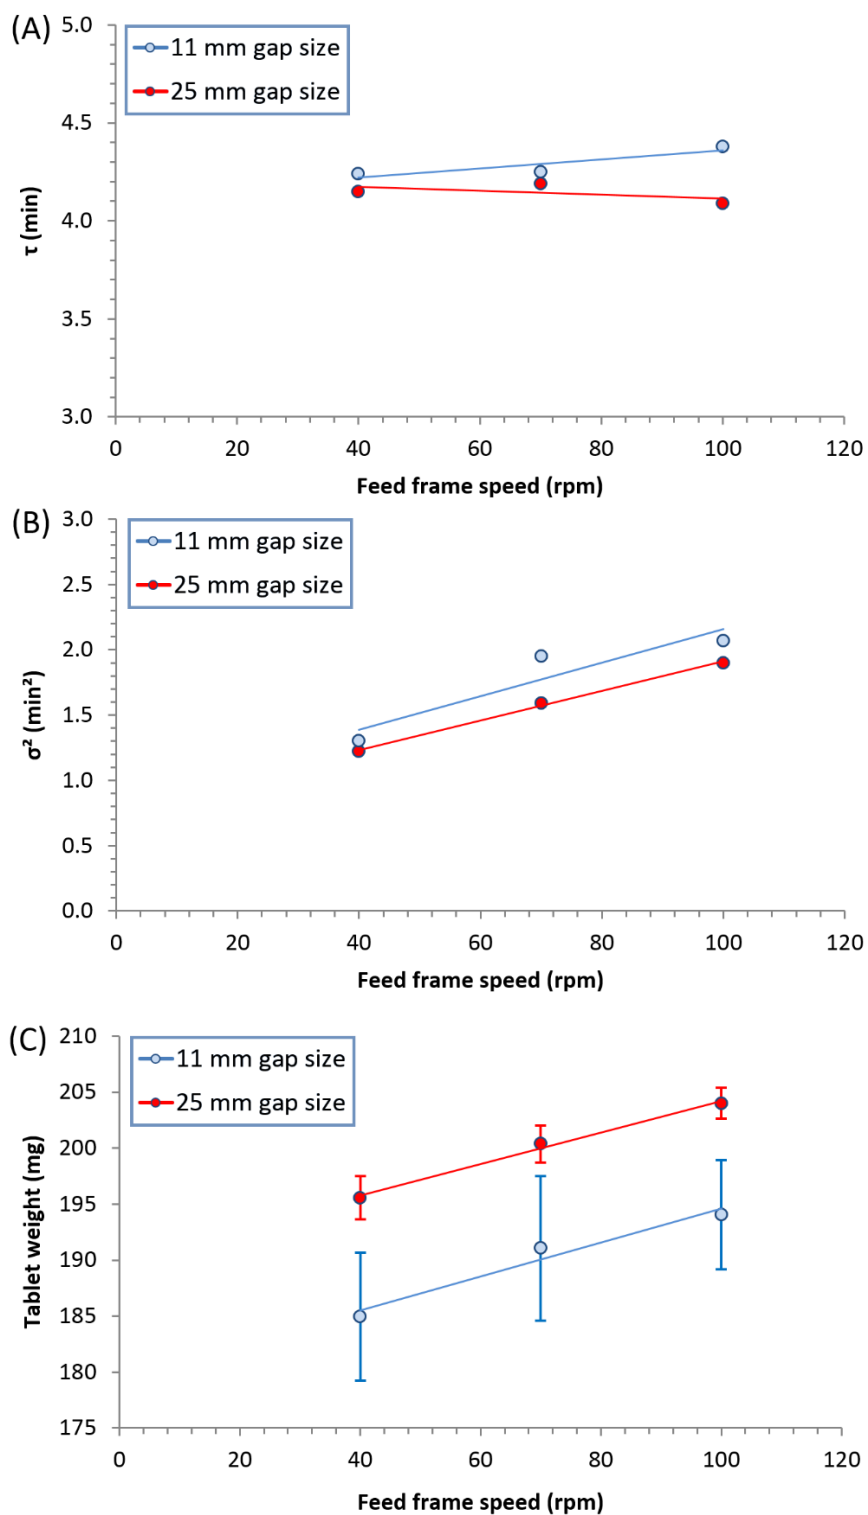 (A)
11 mm gap size
25 mm gap size
5.0
4.5
4.0
3.5
3.0
τ (min)
0 20 40 60 80 100 120
Feed frame speed (rpm)
(B)
11 mm gap size
25 mm gap size
3.0
2.5
2.0
1.5
1.0
0.5
0.0
σ² (min²)
0 20 40 60 80 100 120
Feed frame speed (rpm)
(C)
11 mm gap size
25 mm gap size
210
205
200
195
190
185
180
175
Tablet weight (mg)
0 20 40 60 80 100 120
Feed frame speed (rpm)